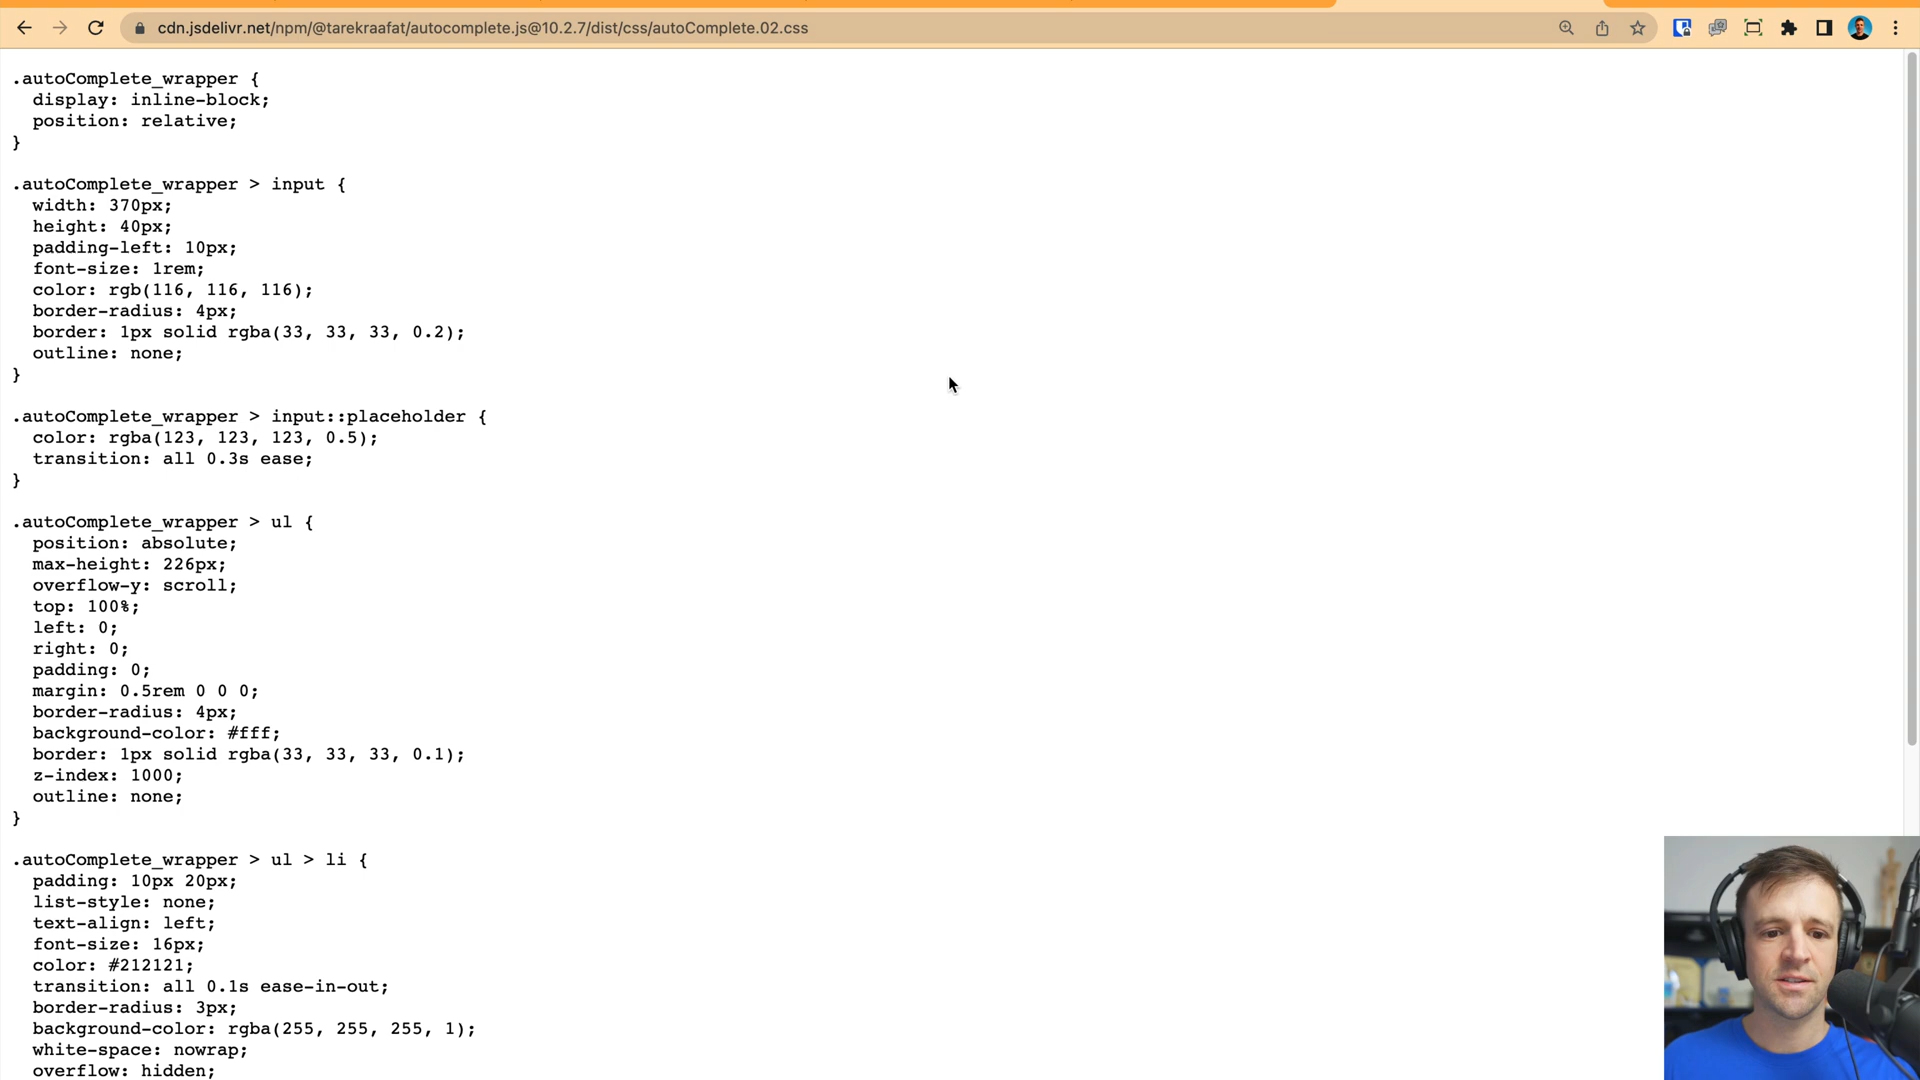 cdn.jsdelivr.net/npm/@tarekraafat/autocomplete.js@10.2.7/dist/css/autoComplete.02.css
.autoComplete_wrapper {
  display: inline-block;
  position: relative;
}

.autoComplete_wrapper > input {
  width: 370px;
  height: 40px;
  padding-left: 10px;
  font-size: 1rem;
  color: rgb(116, 116, 116);
  border-radius: 4px;
  border: 1px solid rgba(33, 33, 33, 0.2);
  outline: none;
}

.autoComplete_wrapper > input::placeholder {
  color: rgba(123, 123, 123, 0.5);
  transition: all 0.3s ease;
}

.autoComplete_wrapper > ul {
  position: absolute;
  max-height: 226px;
  overflow-y: scroll;
  top: 100%;
  left: 0;
  right: 0;
  padding: 0;
  margin: 0.5rem 0 0 0;
  border-radius: 4px;
  background-color: #fff;
  border: 1px solid rgba(33, 33, 33, 0.1);
  z-index: 1000;
  outline: none;
}

.autoComplete_wrapper > ul > li {
  padding: 10px 20px;
  list-style: none;
  text-align: left;
  font-size: 16px;
  color: #212121;
  transition: all 0.1s ease-in-out;
  border-radius: 3px;
  background-color: rgba(255, 255, 255, 1);
  white-space: nowrap;
  overflow: hidden;